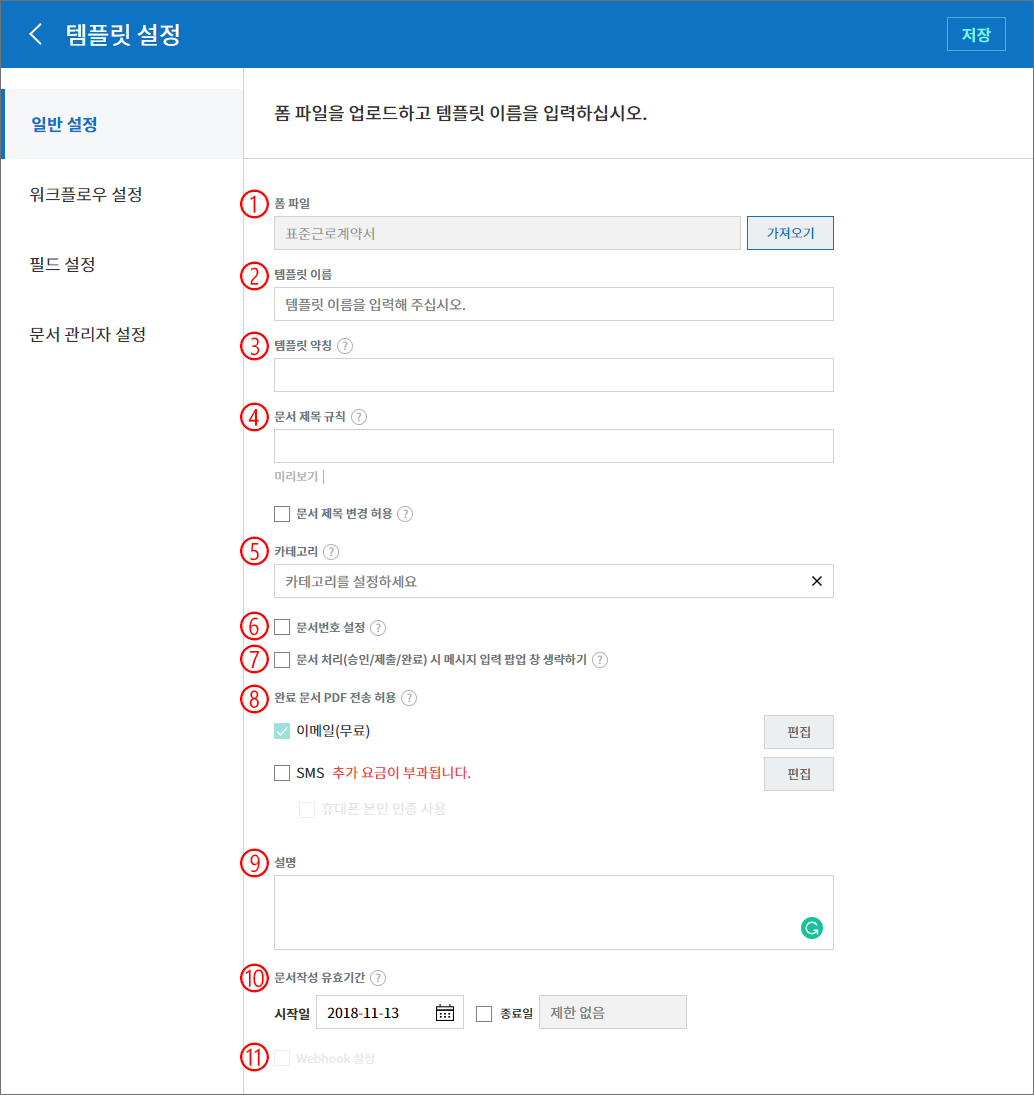 템플릿 설정
저장
일반 설정
워크플로우 설정
필드 설정
문서 관리자 설정
폼 파일을 업로드하고 템플릿 이름을 입력하십시오.
① 폼 파일
표준근로계약서 가져오기
② 템플릿 이름
템플릿 이름을 입력해 주십시오.
③ 템플릿 약칭 ?
④ 문서 제목 규칙 ?
미리보기 |
문서 제목 변경 허용 ?
⑤ 카테고리 ?
카테고리를 설정하세요 ✕
⑥ 문서번호 설정 ?
⑦ 문서 처리(승인/제출/완료) 시 메시지 입력 팝업 창 생략하기 ?
⑧ 완료 문서 PDF 전송 허용 ?
이메일(무료) 편집
SMS 추가 요금이 부과됩니다. 편집
휴대폰 본인 인증 사용
⑨ 설명
⑩ 문서작성 유효기간 ?
시작일 2018-11-13 종료일 제한 없음
⑪ Webhook 설정